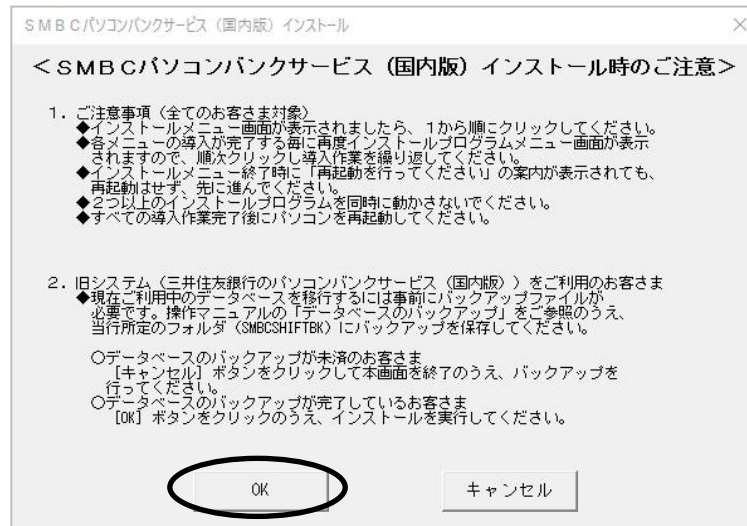 SMBCパソコンバンクサービス（国内版）インストール
＜ＳＭＢＣパソコンバンクサービス（国内版）インストール時のご注意＞
１．ご注意事項（全てのお客さま対象）
◆インストールメニュー画面が表示されましたら、１から順にクリックしてください。
◆各メニューの導入が完了する毎に再度インストールプログラムメニュー画面が表示
されますので、順次クリックし導入作業を繰り返してください。
◆インストールメニュー終了時に「再起動を行ってください」の案内が表示されても、
再起動はせず、先に進んでください。
◆２つ以上のインストールプログラムを同時に動かさないでください。
◆すべての導入作業完了後にパソコンを再起動してください。
２．旧システム（三井住友銀行のパソコンバンクサービス（国内版））をご利用のお客さま
◆現在ご利用中のデータベースを移行するには事前にバックアップファイルが
必要です。操作マニュアルの「データベースのバックアップ」をご参照のうえ、
当行所定のフォルダ（SMBCSHIFTBK）にバックアップを保存してください。
○データベースのバックアップが未済のお客さま
［キャンセル］ボタンをクリックして本画面を終了のうえ、バックアップを
行ってください。
○データベースのバックアップが完了しているお客さま
［OK］ボタンをクリックのうえ、インストールを実行してください。
OK
キャンセル